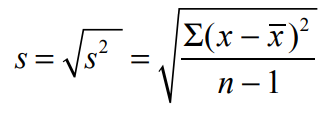 s = √s² = √(Σ(x − x̄)² / (n − 1))